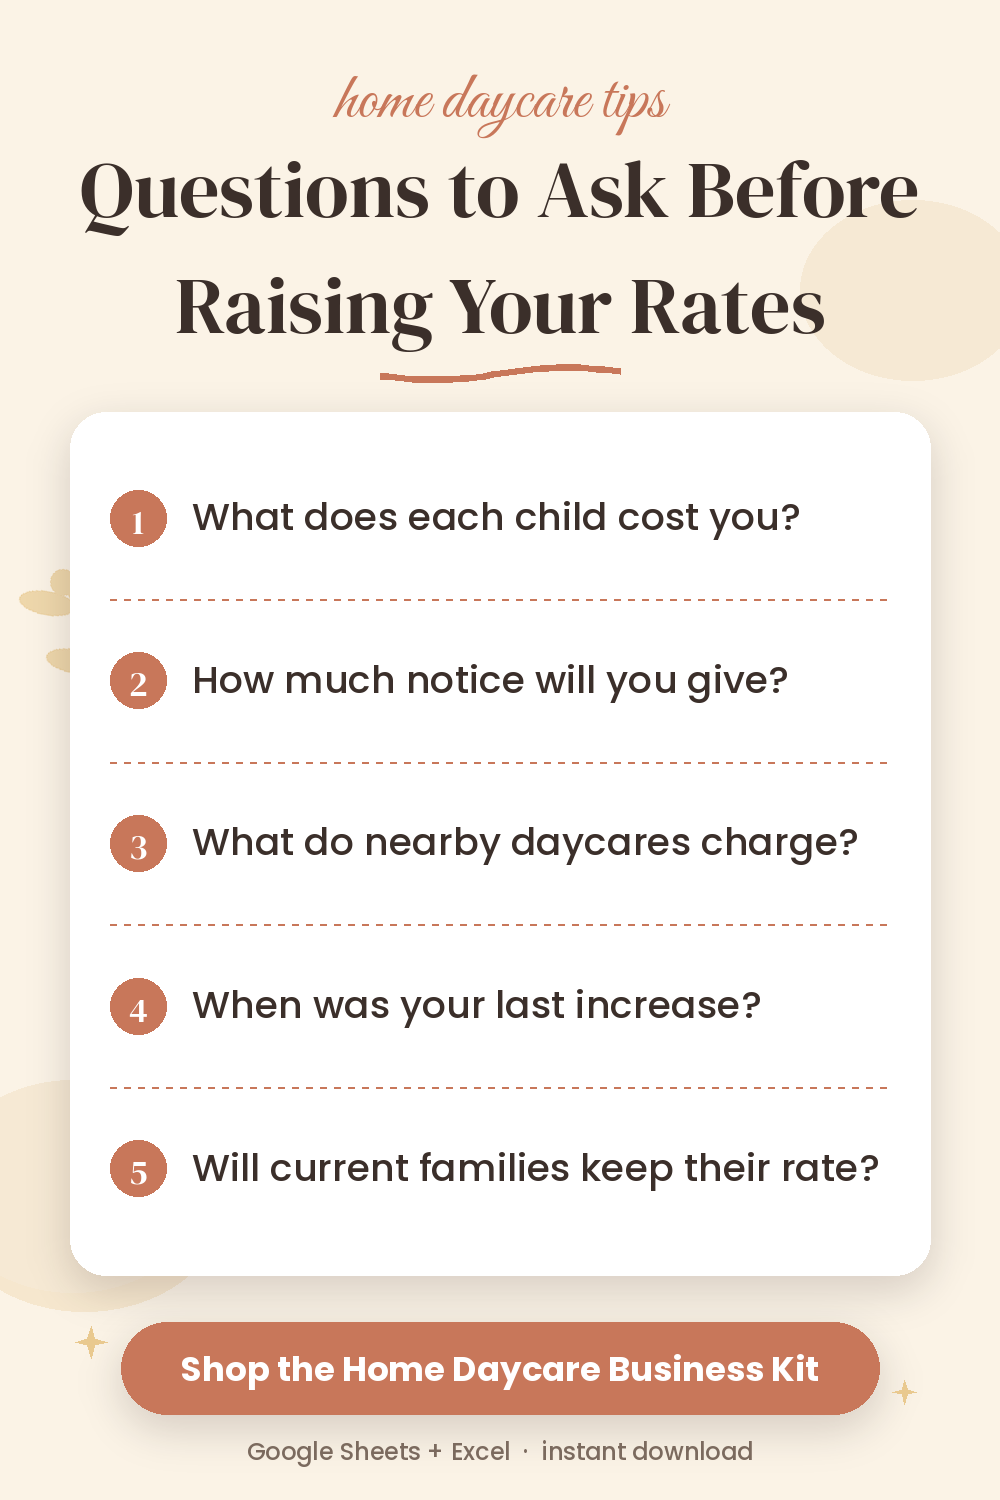 home daycare tips
Questions to Ask Before
Raising Your Rates
1 What does each child cost you?
2 How much notice will you give?
3 What do nearby daycares charge?
4 When was your last increase?
5 Will current families keep their rate?
Shop the Home Daycare Business Kit
Google Sheets + Excel · instant download